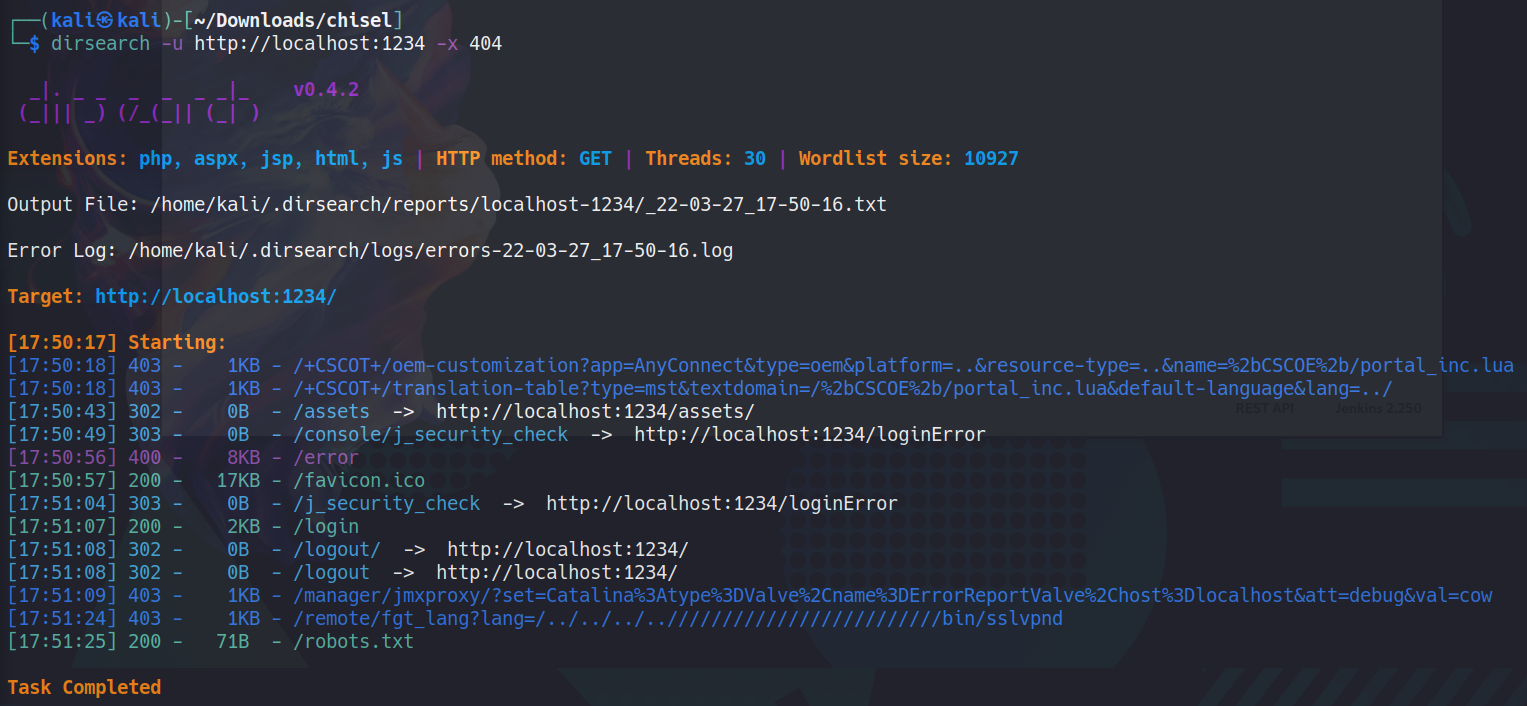 ┌──(kali㉿kali)-[~/Downloads/chisel]
└─$ dirsearch -u http://localhost:1234 -x 404
  _|. _ _  _  _  _ _|_    v0.4.2
 (_||| _) (/_(_|| (_| )
Extensions: php, aspx, jsp, html, js | HTTP method: GET | Threads: 30 | Wordlist size: 10927
Output File: /home/kali/.dirsearch/reports/localhost-1234/_22-03-27_17-50-16.txt
Error Log: /home/kali/.dirsearch/logs/errors-22-03-27_17-50-16.log
Target: http://localhost:1234/
[17:50:17] Starting:
[17:50:18] 403 -    1KB - /+CSCOT+/oem-customization?app=AnyConnect&type=oem&platform=..&resource-type=..&name=%2bCSCOE%2b/portal_inc.lua
[17:50:18] 403 -    1KB - /+CSCOT+/translation-table?type=mst&textdomain=/%2bCSCOE%2b/portal_inc.lua&default-language&lang=../
REST API    Jenkins 2.250
[17:50:43] 302 -    0B  - /assets  ->  http://localhost:1234/assets/
[17:50:49] 303 -    0B  - /console/j_security_check  ->  http://localhost:1234/loginError
[17:50:56] 400 -    8KB - /error
[17:50:57] 200 -   17KB - /favicon.ico
[17:51:04] 303 -    0B  - /j_security_check  ->  http://localhost:1234/loginError
[17:51:07] 200 -    2KB - /login
[17:51:08] 302 -    0B  - /logout/  ->  http://localhost:1234/
[17:51:08] 302 -    0B  - /logout  ->  http://localhost:1234/
[17:51:09] 403 -    1KB - /manager/jmxproxy/?set=Catalina%3Atype%3DValve%2Cname%3DErrorReportValve%2Chost%3Dlocalhost&att=debug&val=cow
[17:51:24] 403 -    1KB - /remote/fgt_lang?lang=/../../../..////////////////////////bin/sslvpnd
[17:51:25] 200 -   71B  - /robots.txt
Task Completed